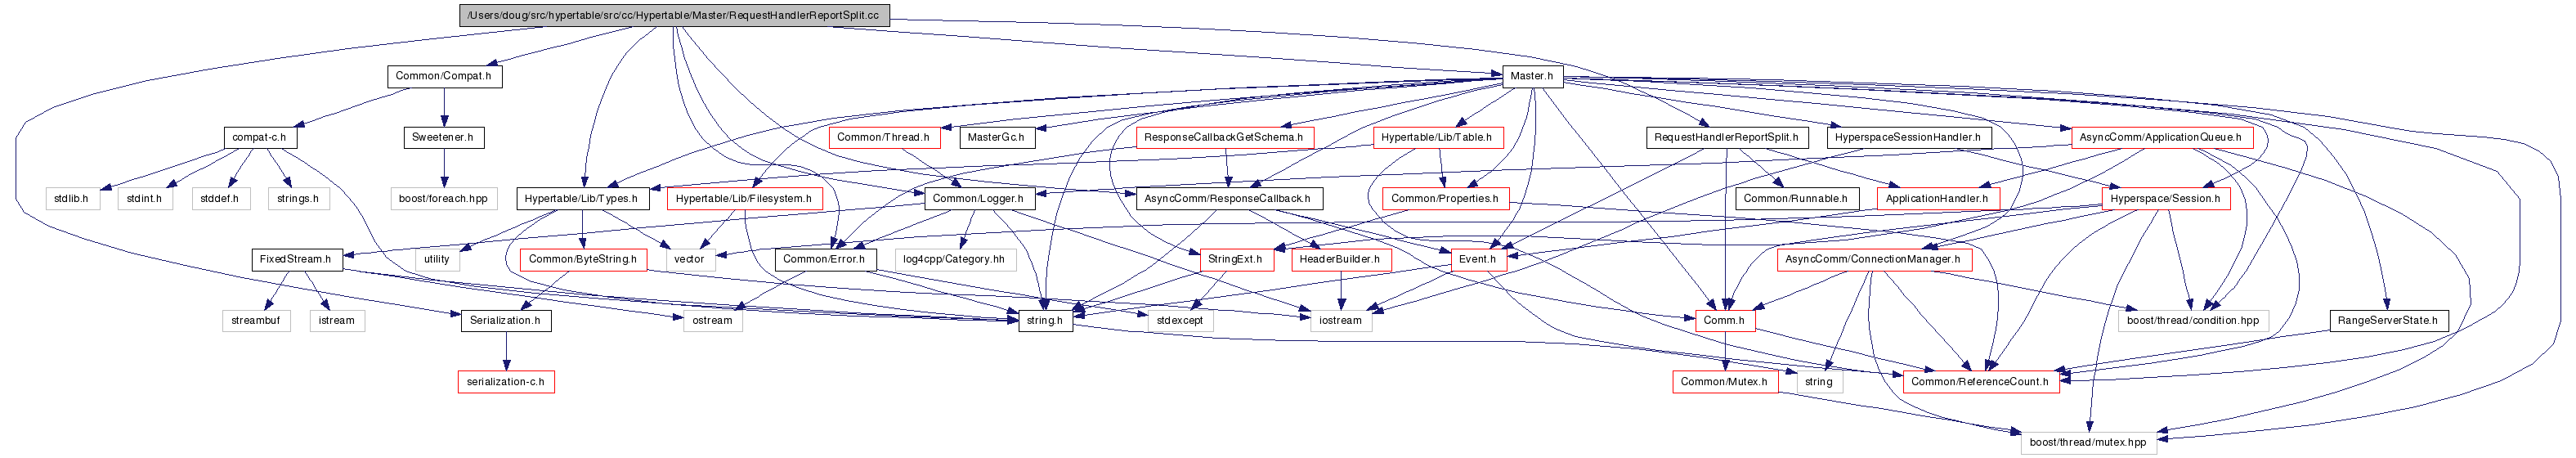 /Users/doug/src/hypertable/src/cc/Hypertable/Master/RequestHandlerReportSplit.cc
Common/Compat.h
Master.h
compat-c.h
Sweetener.h
Common/Thread.h
MasterGc.h
ResponseCallbackGetSchema.h
Hypertable/Lib/Table.h
RequestHandlerReportSplit.h
HyperspaceSessionHandler.h
AsyncComm/ApplicationQueue.h
stdlib.h
stdint.h
stddef.h
strings.h
boost/foreach.hpp
Hypertable/Lib/Types.h
Hypertable/Lib/Filesystem.h
Common/Logger.h
AsyncComm/ResponseCallback.h
Common/Properties.h
Common/Runnable.h
ApplicationHandler.h
Hyperspace/Session.h
FixedStream.h
utility
Common/ByteString.h
vector
Common/Error.h
log4cpp/Category.hh
StringExt.h
HeaderBuilder.h
Event.h
AsyncComm/ConnectionManager.h
streambuf
istream
Serialization.h
ostream
string.h
stdexcept
iostream
Comm.h
boost/thread/condition.hpp
RangeServerState.h
serialization-c.h
Common/Mutex.h
string
Common/ReferenceCount.h
boost/thread/mutex.hpp